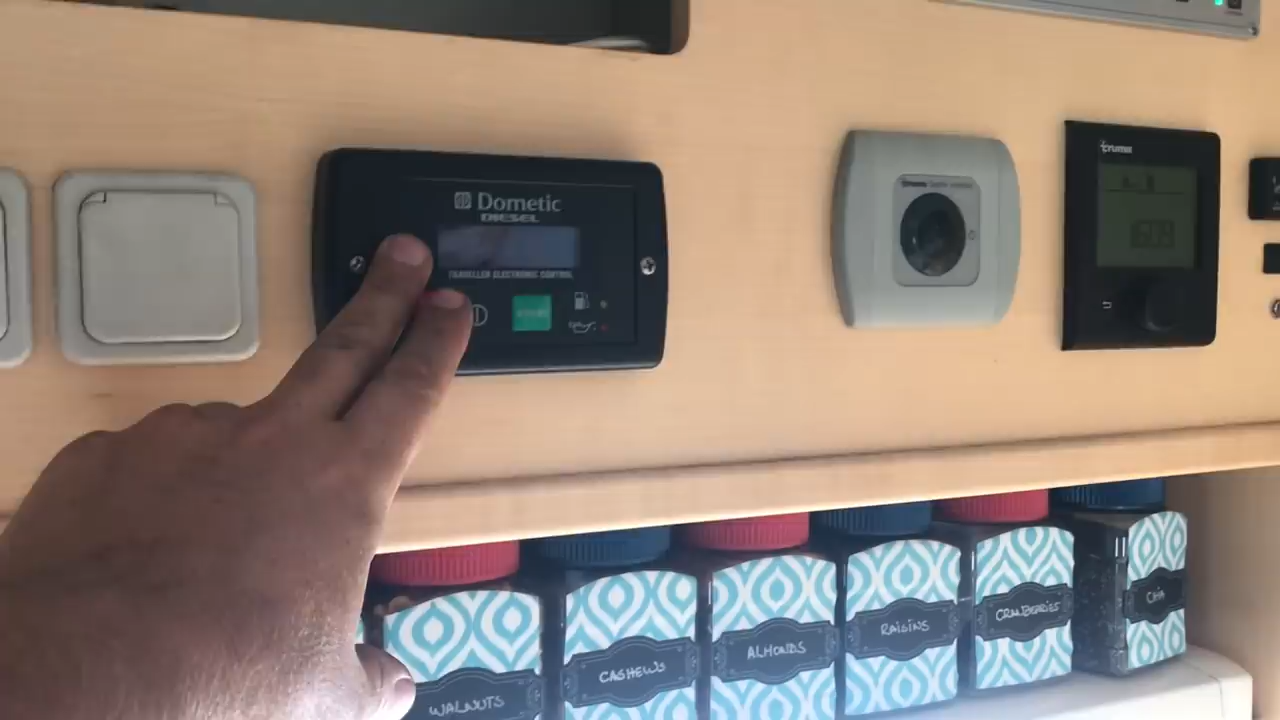 Dometic
DIESEL
TRAVELLER ELECTRONIC CONTROL
truma
WALNUTS
CASHEWS
ALMONDS
RAISINS
CRANBERRIES
CHIA